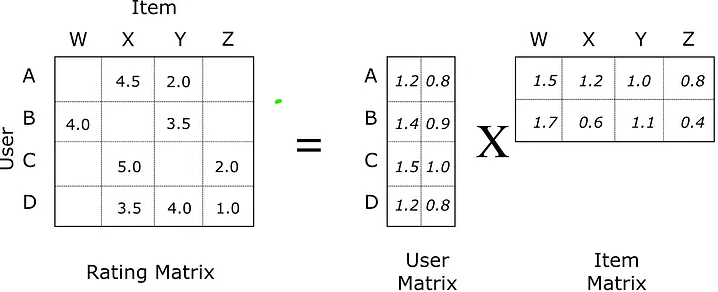 Item
W X Y Z W X Y Z
User
A 4.5 2.0 A 1.2 0.8 1.5 1.2 1.0 0.8
B 4.0 3.5 = B 1.4 0.9 X 1.7 0.6 1.1 0.4
C 5.0 2.0 C 1.5 1.0
D 3.5 4.0 1.0 D 1.2 0.8
Rating Matrix
User
Matrix
Item
Matrix